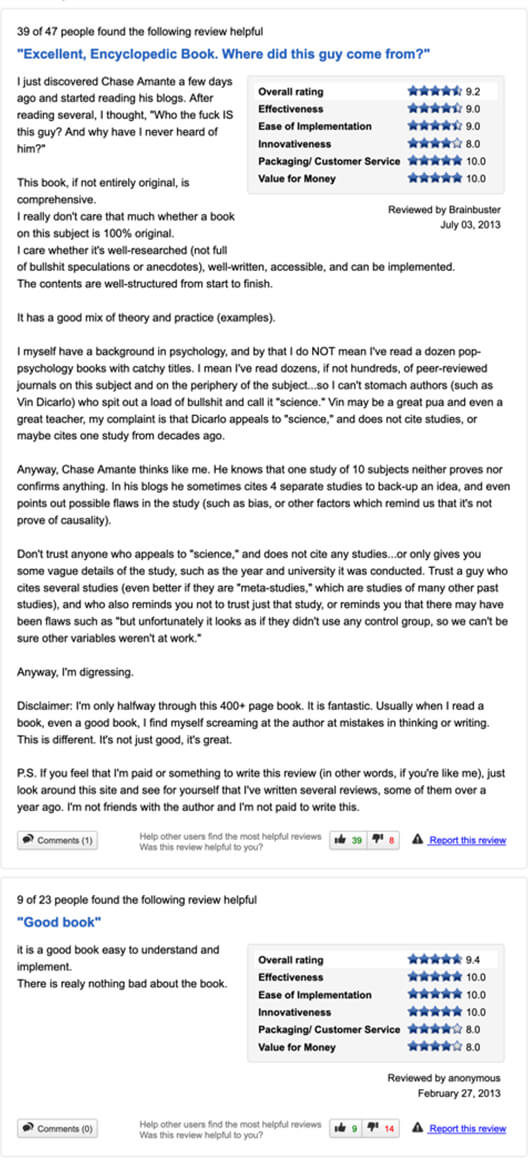 39 of 47 people found the following review helpful
"Excellent, Encyclopedic Book. Where did this guy come from?"
I just discovered Chase Amante a few days
ago and started reading his blogs. After
reading several, I thought, "Who the fuck IS
this guy? And why have I never heard of
him?"
This book, if not entirely original, is
comprehensive.
I really don't care that much whether a book
on this subject is 100% original.
I care whether it's well-researched (not full
of bullshit speculations or anecdotes), well-written, accessible, and can be implemented.
The contents are well-structured from start to finish.
Overall rating 9.2
Effectiveness 9.0
Ease of Implementation 9.0
Innovativeness 8.0
Packaging/ Customer Service 10.0
Value for Money 10.0
Reviewed by Brainbuster
July 03, 2013
It has a good mix of theory and practice (examples).
I myself have a background in psychology, and by that I do NOT mean I've read a dozen pop-
psychology books with catchy titles. I mean I've read dozens, if not hundreds, of peer-reviewed
journals on this subject and on the periphery of the subject...so I can't stomach authors (such as
Vin Dicarlo) who spit out a load of bullshit and call it "science." Vin may be a great pua and even a
great teacher, my complaint is that Dicarlo appeals to "science," and does not cite studies, or
maybe cites one study from decades ago.
Anyway, Chase Amante thinks like me. He knows that one study of 10 subjects neither proves nor
confirms anything. In his blogs he sometimes cites 4 separate studies to back-up an idea, and even
points out possible flaws in the study (such as bias, or other factors which remind us that it's not
prove of causality).
Don't trust anyone who appeals to "science," and does not cite any studies...or only gives you
some vague details of the study, such as the year and university it was conducted. Trust a guy who
cites several studies (even better if they are "meta-studies," which are studies of many other past
studies), and who also reminds you not to trust just that study, or reminds you that there may have
been flaws such as "but unfortunately it looks as if they didn't use any control group, so we can't be
sure other variables weren't at work."
Anyway, I'm digressing.
Disclaimer: I'm only halfway through this 400+ page book. It is fantastic. Usually when I read a
book, even a good book, I find myself screaming at the author at mistakes in thinking or writing.
This is different. It's not just good, it's great.
P.S. If you feel that I'm paid or something to write this review (in other words, if you're like me), just
look around this site and see for yourself that I've written several reviews, some of them over a
year ago. I'm not friends with the author and I'm not paid to write this.
Comments (1)
Help other users find the most helpful reviews
Was this review helpful to you?
39 8
Report this review
9 of 23 people found the following review helpful
"Good book"
it is a good book easy to understand and
implement.
There is realy nothing bad about the book.
Overall rating 9.4
Effectiveness 10.0
Ease of Implementation 10.0
Innovativeness 10.0
Packaging/ Customer Service 8.0
Value for Money 8.0
Reviewed by anonymous
February 27, 2013
Comments (0)
Help other users find the most helpful reviews
Was this review helpful to you?
9 14
Report this review